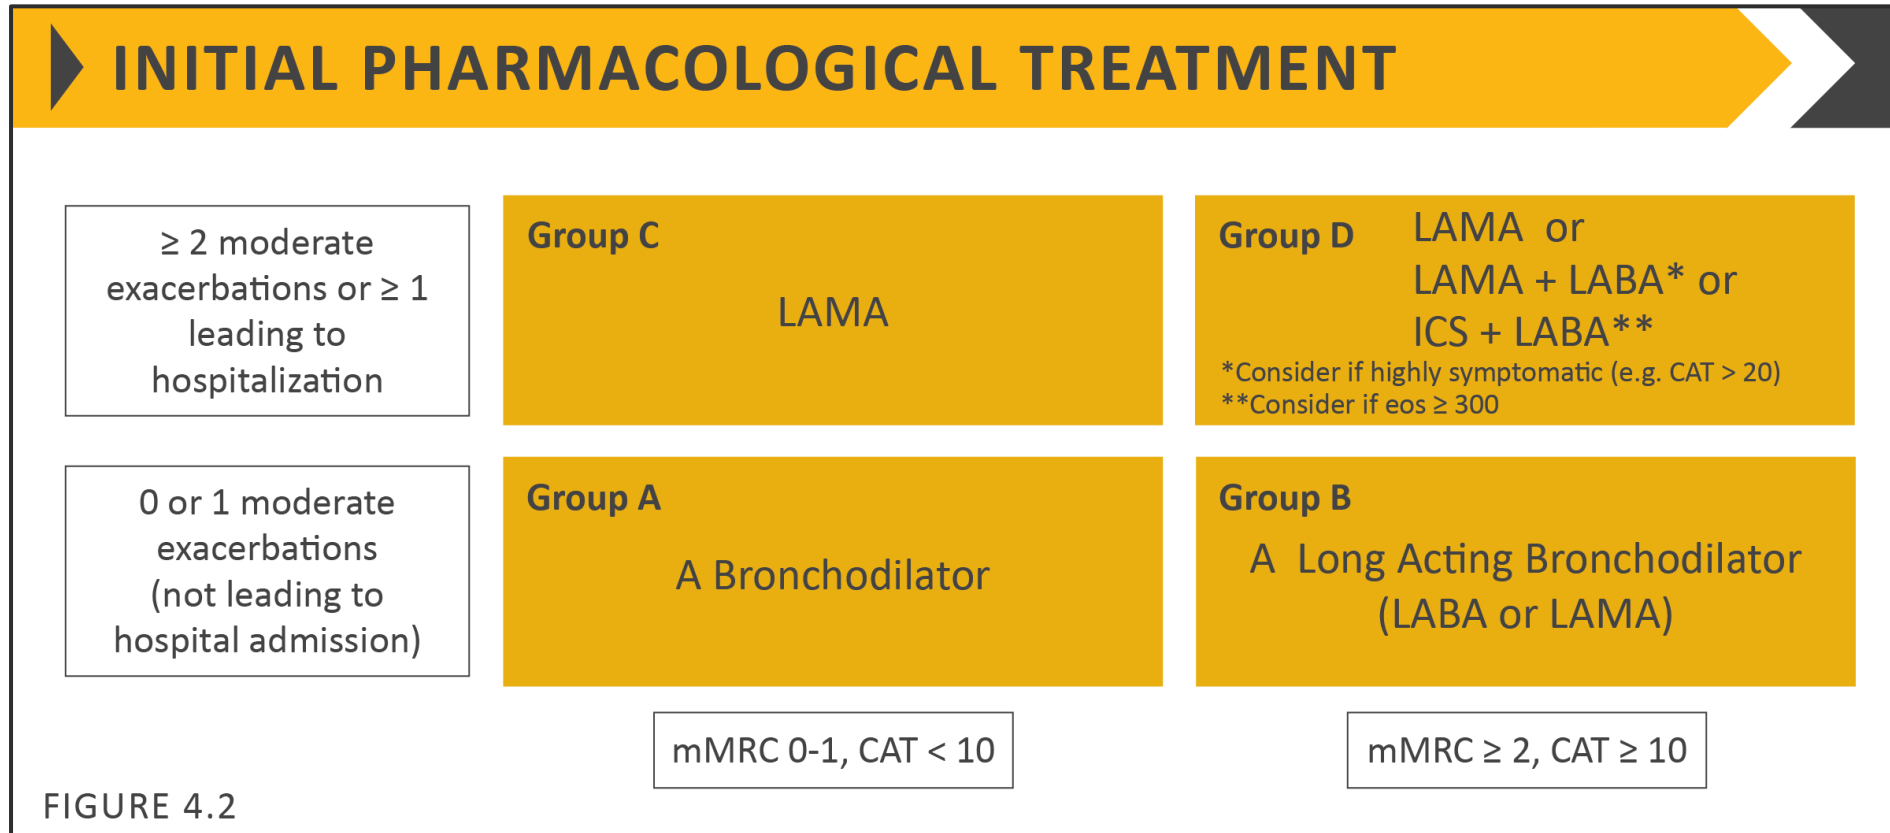 INITIAL PHARMACOLOGICAL TREATMENT
≥ 2 moderate
exacerbations or ≥ 1
leading to
hospitalization
Group C
LAMA
Group D
LAMA or
LAMA + LABA* or
ICS + LABA**
*Consider if highly symptomatic (e.g. CAT > 20)
**Consider if eos ≥ 300
0 or 1 moderate
exacerbations
(not leading to
hospital admission)
Group A
A Bronchodilator
Group B
A Long Acting Bronchodilator
(LABA or LAMA)
mMRC 0-1, CAT < 10
mMRC ≥ 2, CAT ≥ 10
FIGURE 4.2